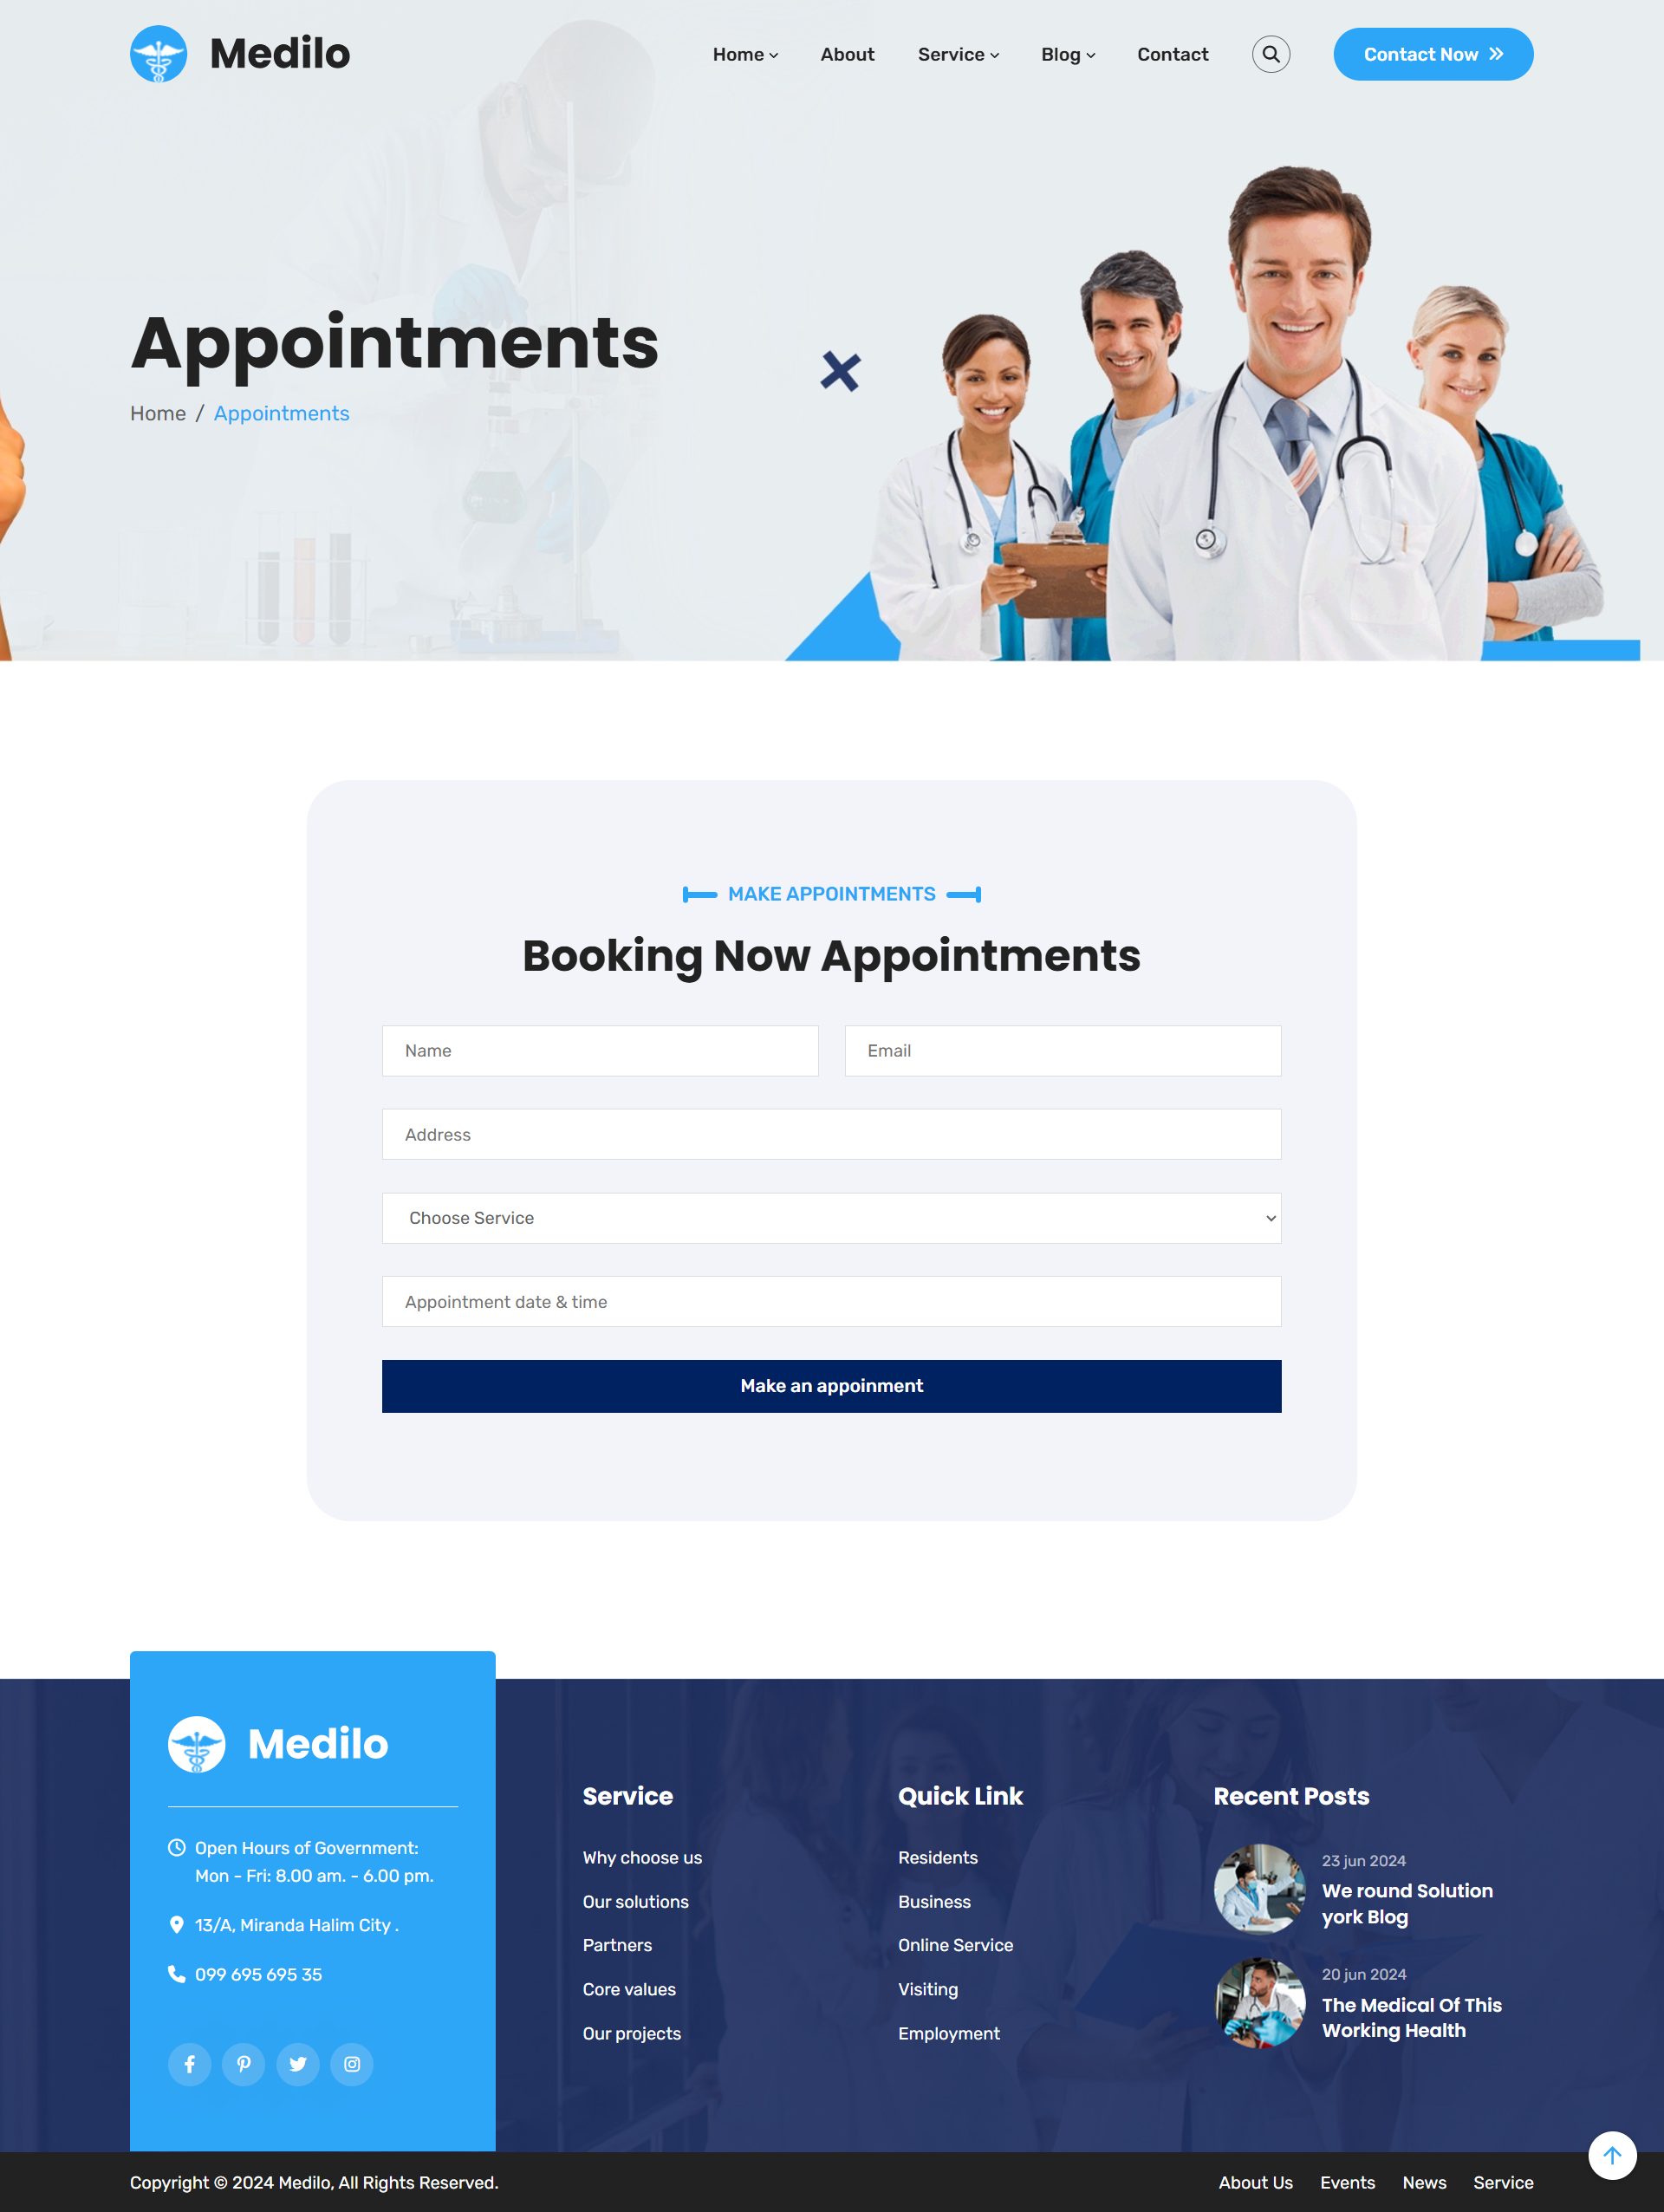 Medilo
Home
About
Service
Blog
Contact
Contact Now
Appointments
Home / Appointments
MAKE APPOINTMENTS
Booking Now Appointments
Name
Email
Address
Choose Service
Appointment date & time
Make an appoinment
Medilo
Open Hours of Government:
Mon - Fri: 8.00 am. - 6.00 pm.
13/A, Miranda Halim City .
099 695 695 35
Service
Why choose us
Our solutions
Partners
Core values
Our projects
Quick Link
Residents
Business
Online Service
Visiting
Employment
Recent Posts
23 jun 2024
We round Solution
york Blog
20 jun 2024
The Medical Of This
Working Health
Copyright © 2024 Medilo, All Rights Reserved.
About Us
Events
News
Service